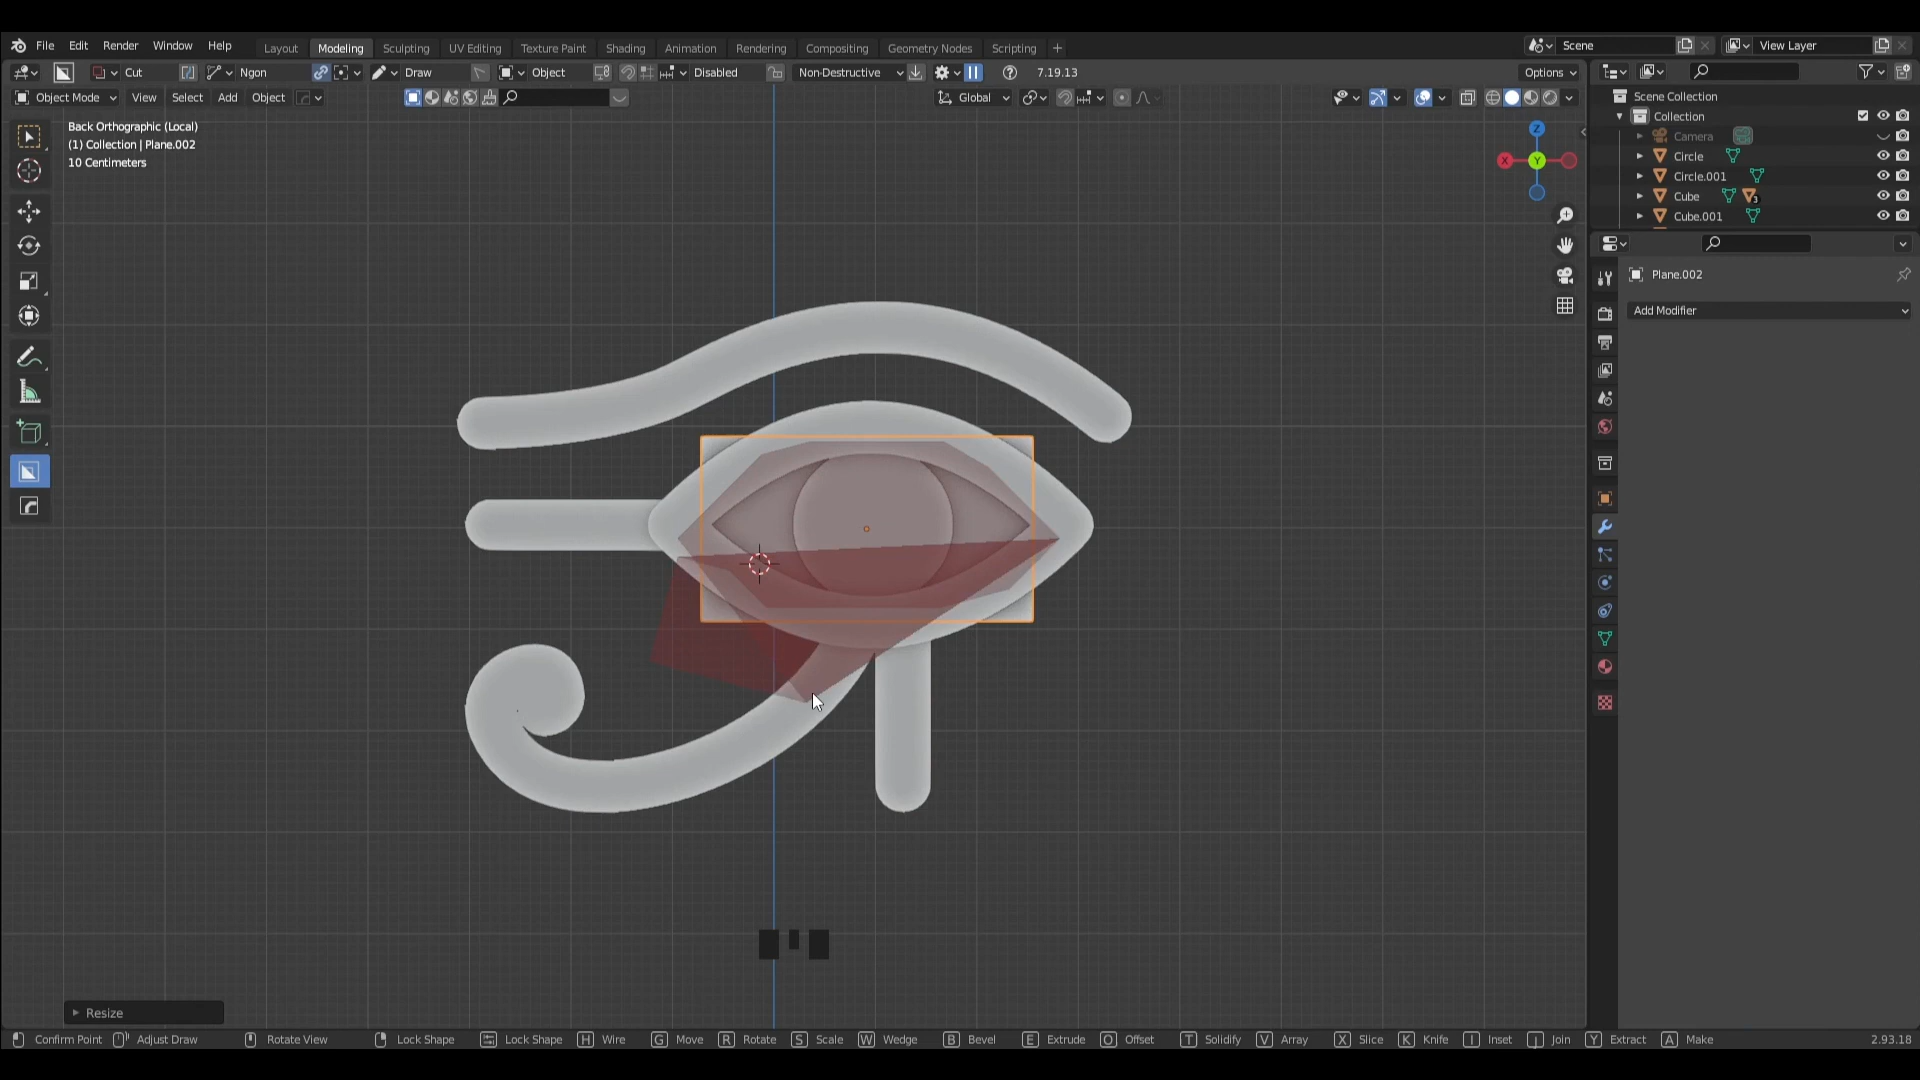 File Edit Render Window Help Layout Modeling Sculpting UV Editing Texture Paint Shading Animation Rendering Compositing Geometry Nodes Scripting + Scene View Layer
Cut Ngon Draw Object Disabled Non-Destructive 7.19.13 Options
Object Mode View Select Add Object Global
Scene Collection
Collection
Camera
Circle
Circle.001
Cube 3
Cube.001
Back Orthographic (Local)
(1) Collection | Plane.002
10 Centimeters
Z
X Y
Plane.002
Add Modifier
Resize
Confirm Point Adjust Draw Rotate View Lock Shape Lock Shape H Wire G Move R Rotate S Scale W Wedge B Bevel E Extrude O Offset T Solidify V Array X Slice K Knife I Inset J Join Y Extract A Make 2.93.18